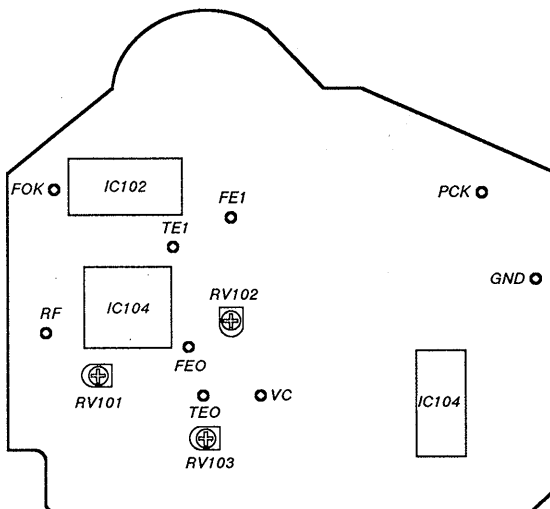 FOK
IC102
FE1
PCK
TE1
GND
RF
IC104
RV102
FEO
RV101
TEO
VC
IC104
RV103